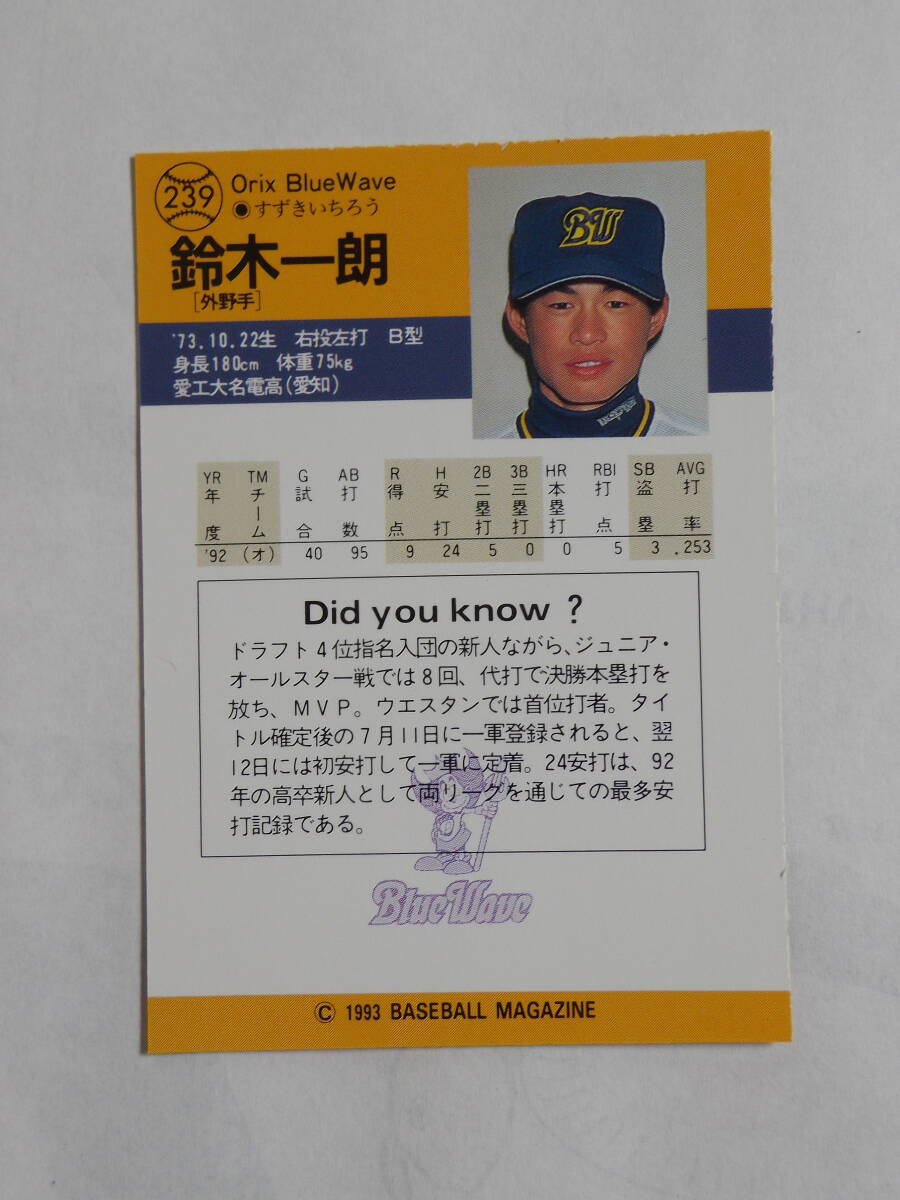 239
Orix BlueWave
◉すずきいちろう
鈴木一朗
[外野手]
BW
'73.10.22生 右投左打 B型
身長180cm 体重75kg
愛工大名電高(愛知)
YR TM G AB R H 2B 3B HR RBI SB AVG
年度 チーム 試合 打数 得点 安打 二塁打 三塁打 本塁打 打点 盗塁 打率
'92 (オ) 40 95 9 24 5 0 0 5 3 .253
Did you know ?
ドラフト4位指名入団の新人ながら、ジュニア・
オールスター戦では8回、代打で決勝本塁打を
放ち、MVP。ウエスタンでは首位打者。タイ
トル確定後の7月11日に一軍登録されると、翌
12日には初安打して一軍に定着。24安打は、92
年の高卒新人として両リーグを通じての最多安
打記録である。
BlueWave
© 1993 BASEBALL MAGAZINE